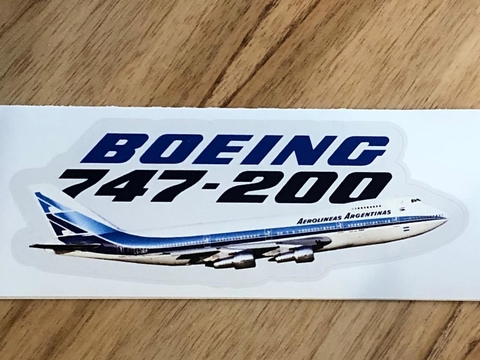 BOEING
747-200
AEROLINEAS ARGENTINAS